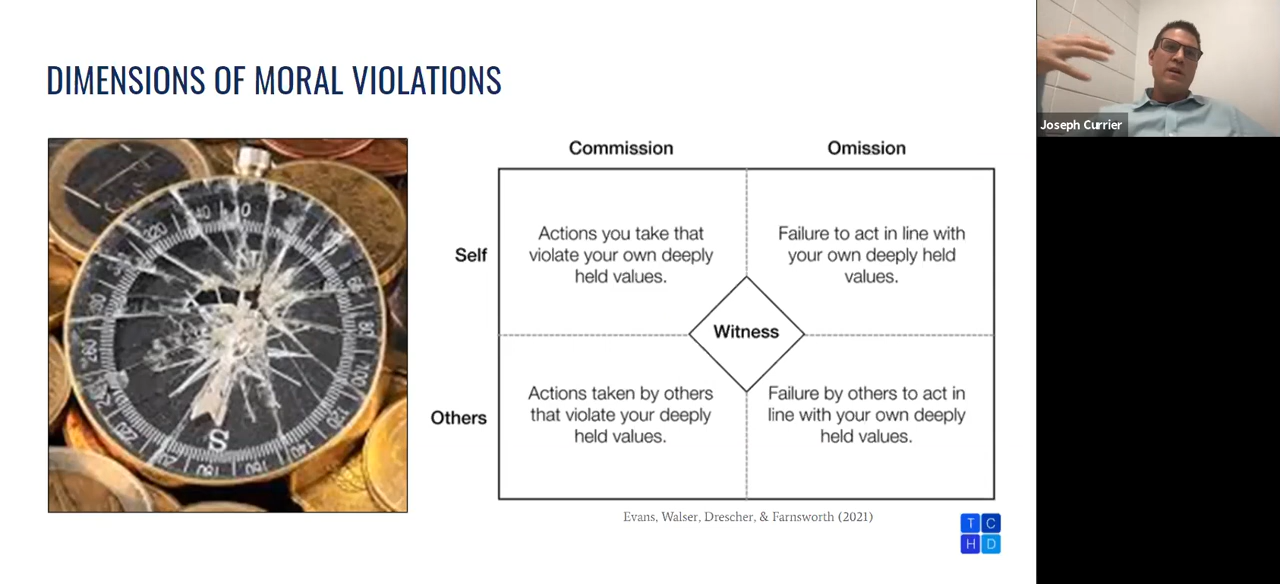 DIMENSIONS OF MORAL VIOLATIONS
Joseph Currier
Commission
Omission
Self
Actions you take that
violate your own deeply
held values.
Failure to act in line with
your own deeply held
values.
Witness
Others
Actions taken by others
that violate your deeply
held values.
Failure by others to act in
line with your own deeply
held values.
Evans, Walser, Drescher, & Farnsworth (2021)
T C
H D
S